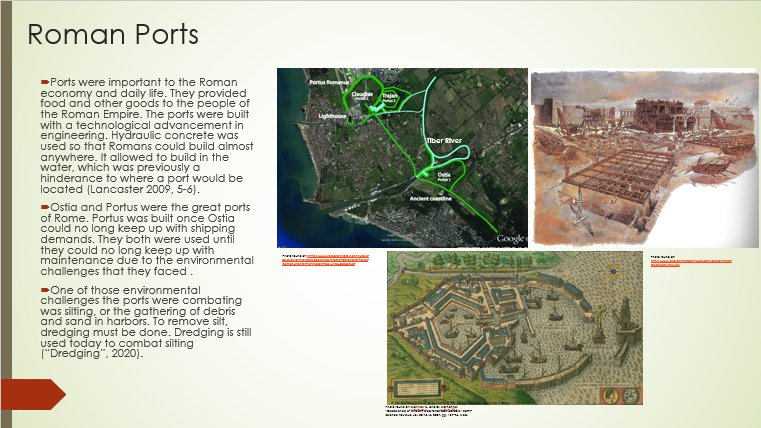 Roman Ports
Ports were important to the Roman
economy and daily life. They provided
food and other goods to the people of
the Roman Empire. The ports were built
with a technological advancement in
engineering. Hydraulic concrete was
used so that Romans could build almost
anywhere. It allowed to build in the
water, which was previously a
hinderance to where a port would be
located (Lancaster 2009, 5-6).
Ostia and Portus were the great ports
of Rome. Portus was built once Ostia
could no long keep up with shipping
demands. They both were used until
they could no long keep up with
maintenance due to the environmental
challenges that they faced .
One of those environmental
challenges the ports were combating
was silting, or the gathering of debris
and sand in harbors. To remove silt,
dredging must be done. Dredging is still
used today to combat silting
("Dredging", 2020).
Portus Romanus
Claudius
Trajan
Lighthouse
Tiber River
Ostia
Ancient coastline
Google